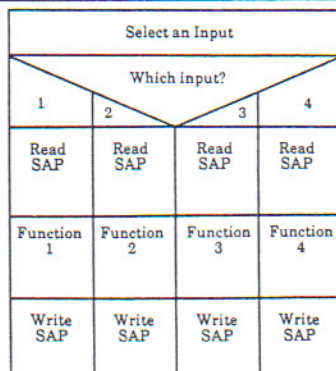 Select an Input
Which input?
1 2 3 4
Read Read Read Read
SAP SAP SAP SAP
Function Function Function Function
1 2 3 4
Write Write Write Write
SAP SAP SAP SAP